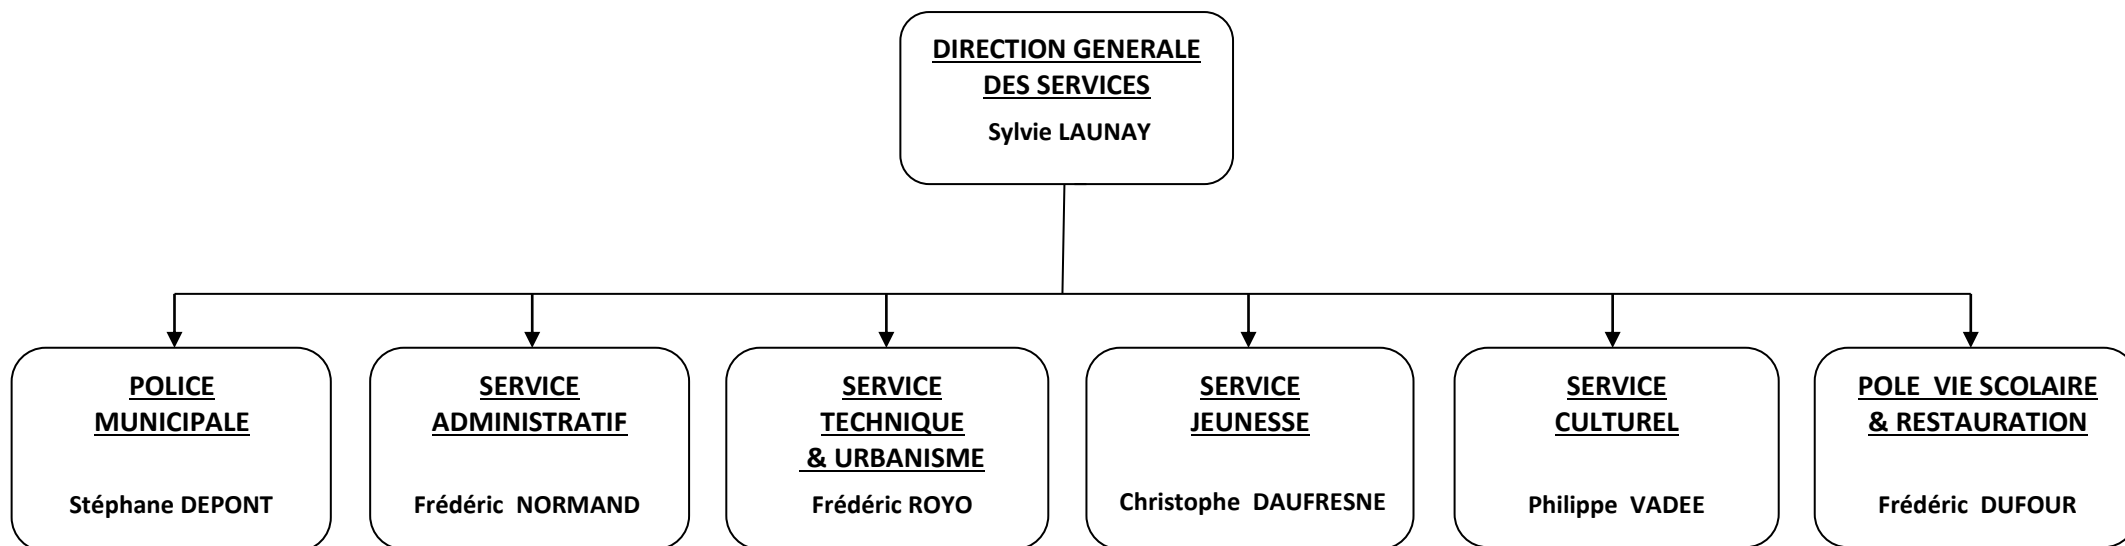 DIRECTION GENERALE
DES SERVICES
Sylvie LAUNAY
POLICE
MUNICIPALE
Stéphane DEPONT
SERVICE
ADMINISTRATIF
Frédéric NORMAND
SERVICE
TECHNIQUE
& URBANISME
Frédéric ROYO
SERVICE
JEUNESSE
Christophe DAUFRESNE
SERVICE
CULTUREL
Philippe VADEE
POLE VIE SCOLAIRE
& RESTAURATION
Frédéric DUFOUR